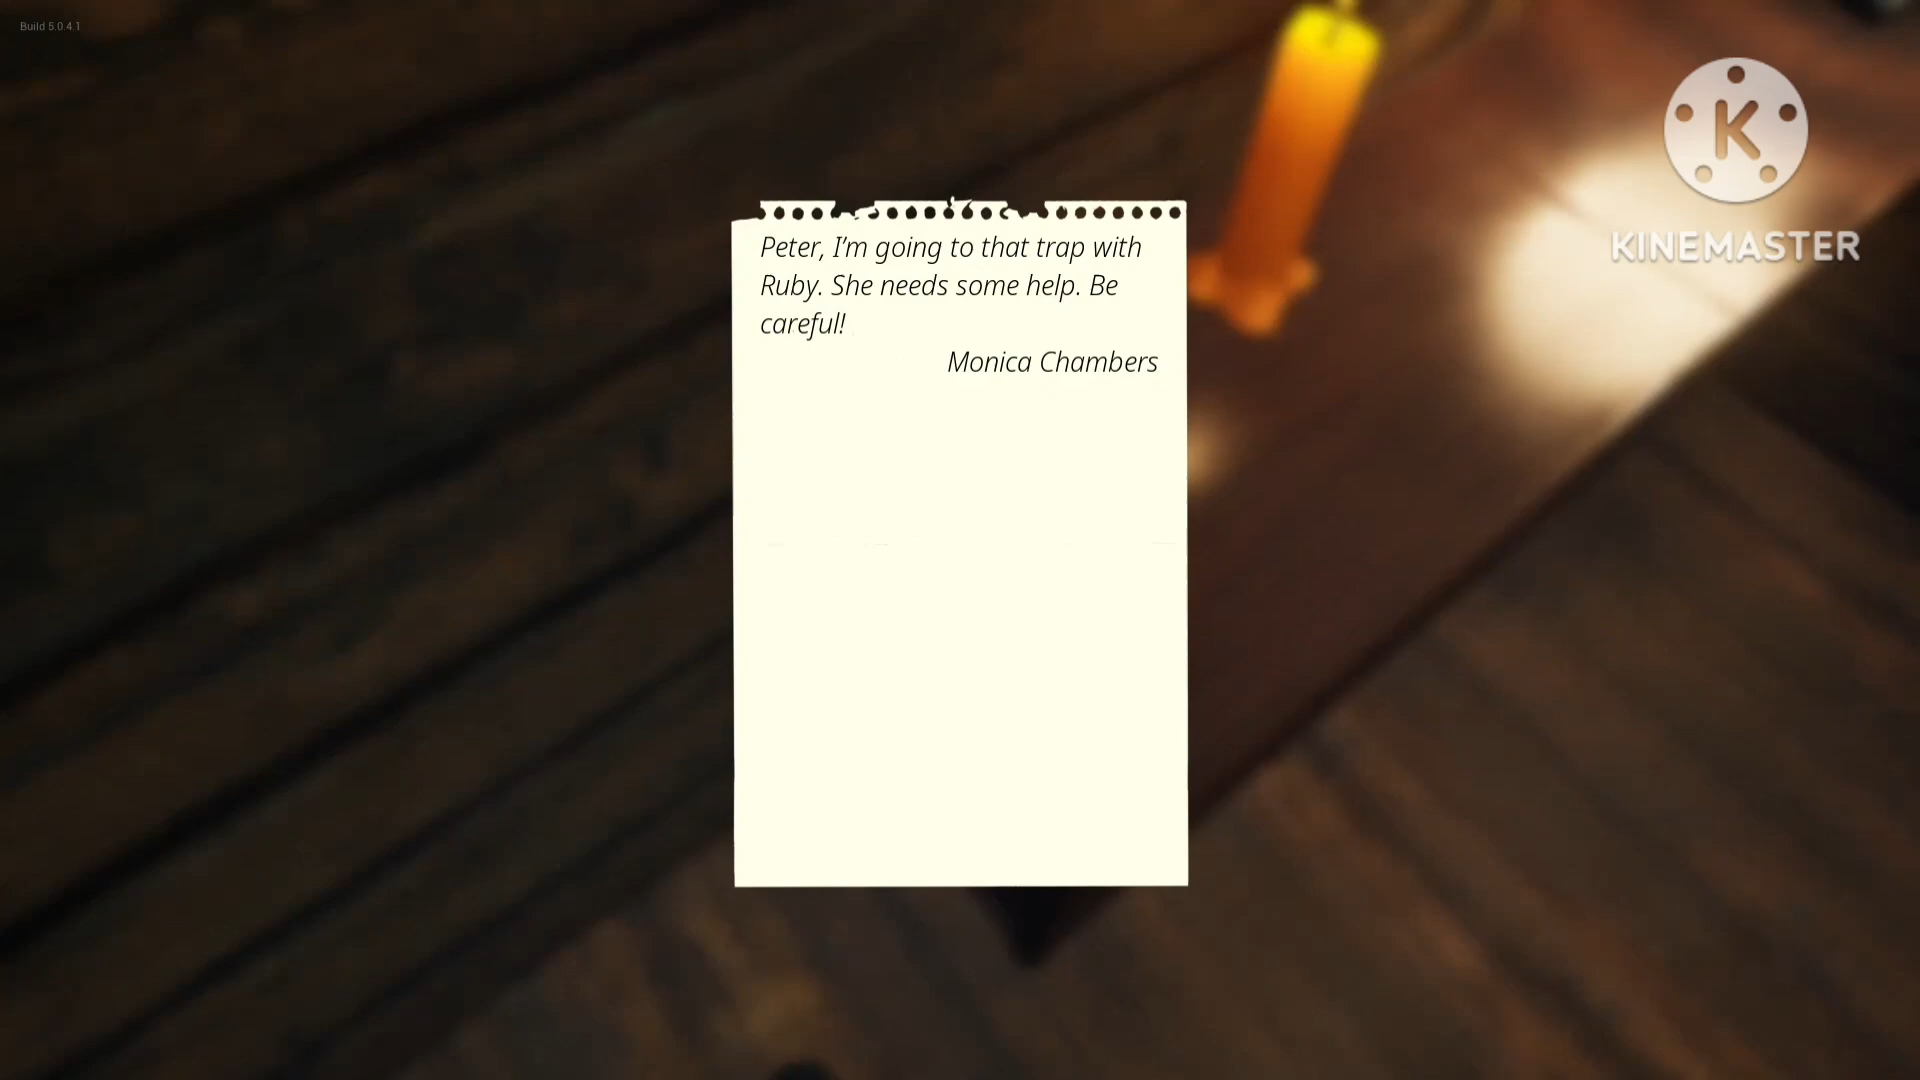 Build 5.0.4.1
KINEMASTER
Peter, I'm going to that trap with
Ruby. She needs some help. Be
careful!
Monica Chambers